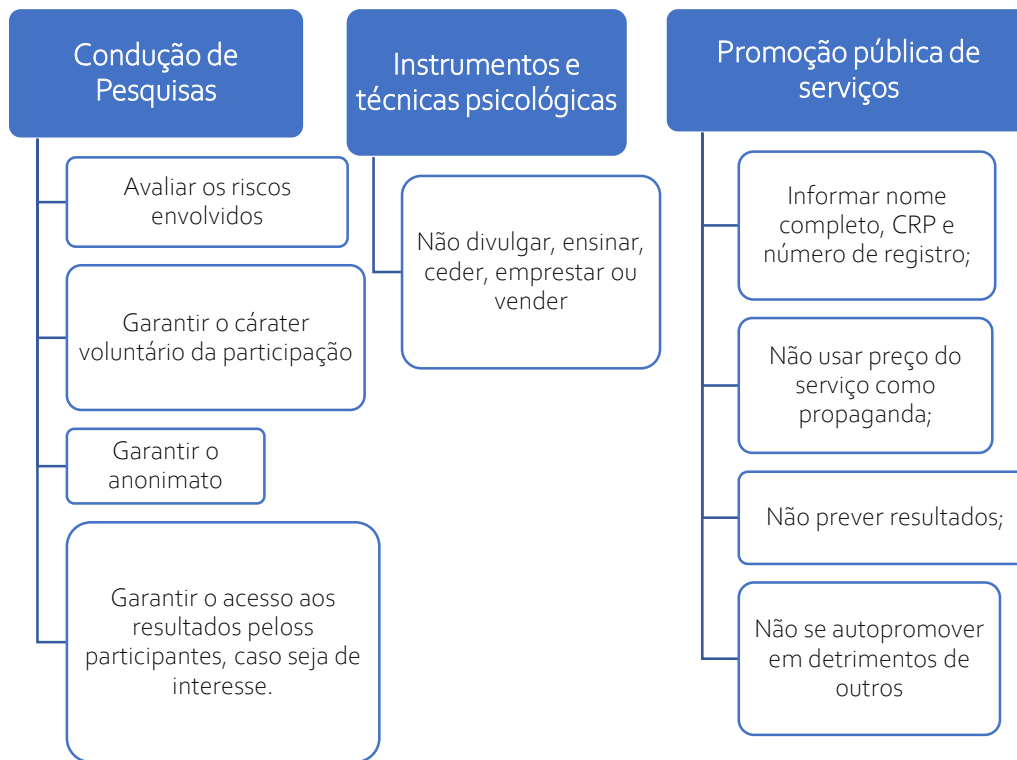 Condução de
Pesquisas
Avaliar os riscos
envolvidos
Garantir o cárater
voluntário da participação
Garantir o
anonimato
Garantir o acesso aos
resultados peloss
participantes, caso seja de
interesse.
Instrumentos e
técnicas psicológicas
Não divulgar, ensinar,
ceder, emprestar ou
vender
Promoção pública de
serviços
Informar nome
completo, CRP e
número de registro;
Não usar preço do
serviço como
propaganda;
Não prever resultados;
Não se autopromover
em detrimentos de
outros